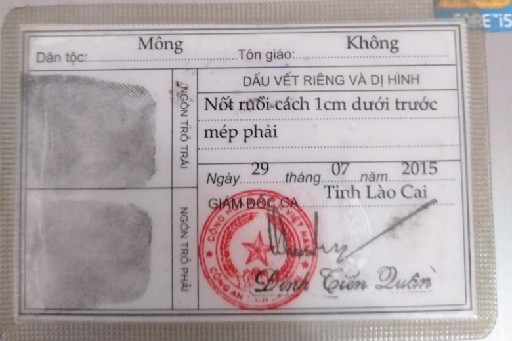 CORE i5
Dân tộc: Mông Tôn giáo: Không
NGÓN TRỎ TRÁI
DẤU VẾT RIÊNG VÀ DỊ HÌNH
Nốt ruồi cách 1cm dưới trước
mép phải
Ngày 29 tháng 07 năm 2015
GIÁM ĐỐC CA Tỉnh Lào Cai
NGÓN TRỎ PHẢI
CÔNG AN
Đinh Tiến Quân